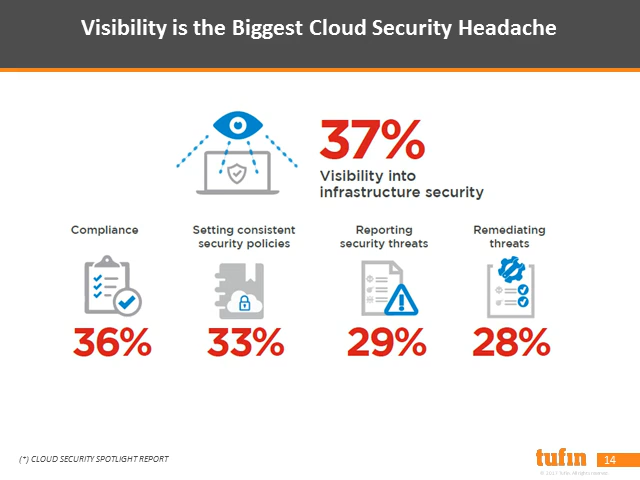 Visibility is the Biggest Cloud Security Headache
37%
Visibility into
infrastructure security
Compliance
Setting consistent
security policies
Reporting
security threats
Remediating
threats
36%
33%
29%
28%
(*) CLOUD SECURITY SPOTLIGHT REPORT
tufin
14